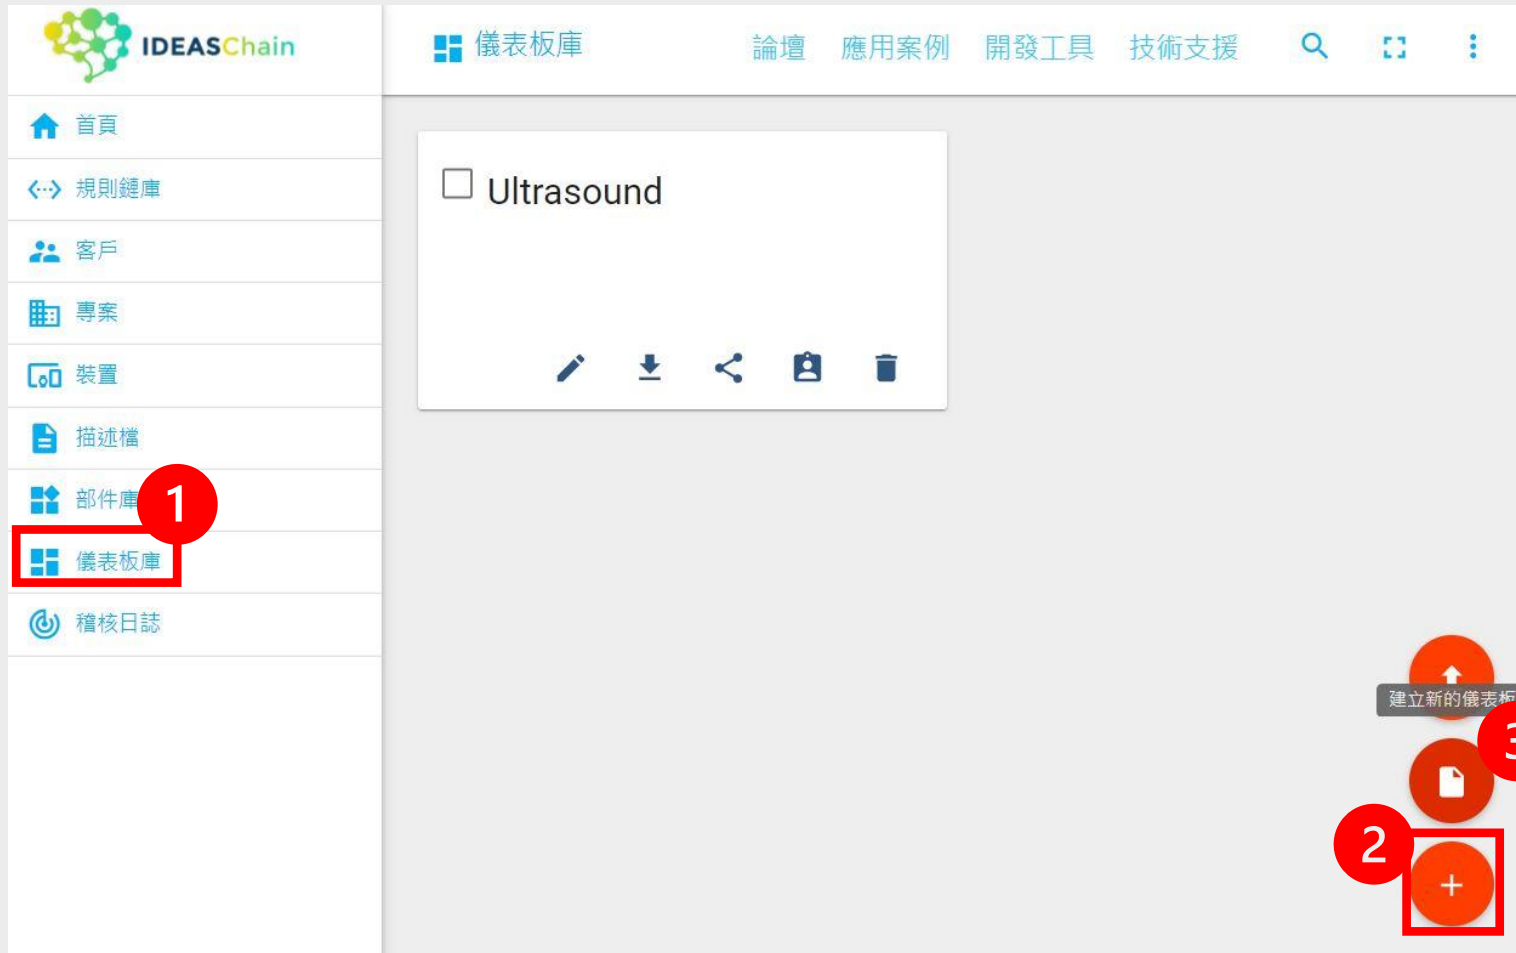 IDEASChain
儀表板庫
論壇 應用案例 開發工具 技術支援
首頁
規則鏈庫
客戶
專案
裝置
描述檔
部件庫
1
儀表板庫
稽核日誌
Ultrasound
建立新的儀表板
3
2
+